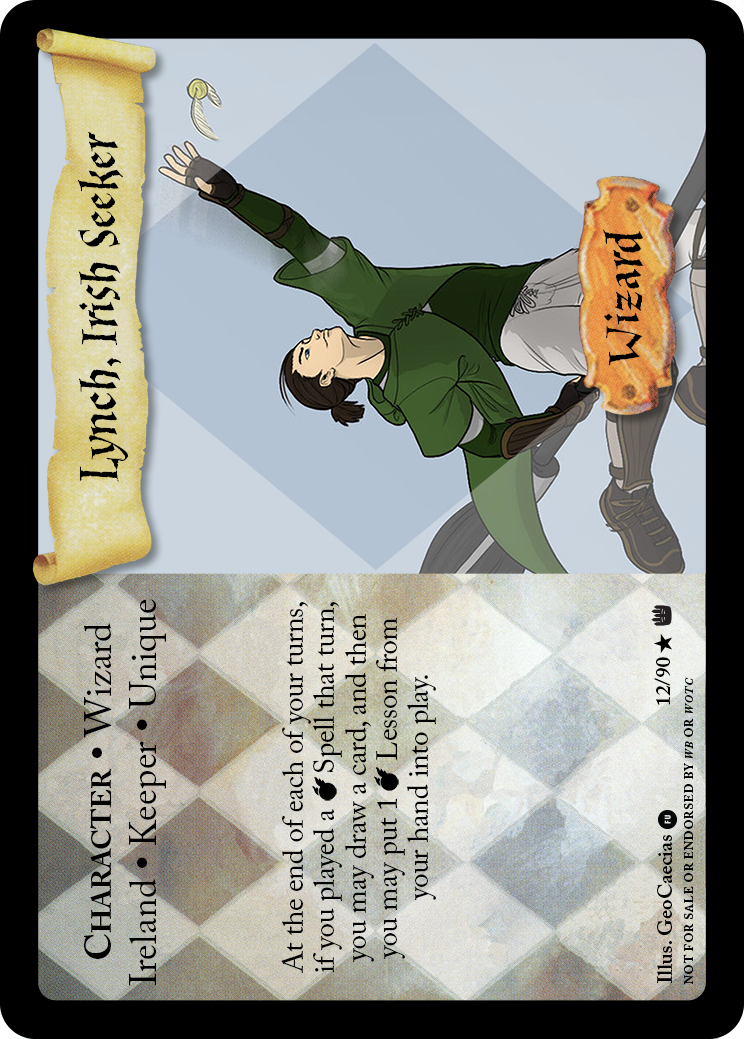 Lynch, Irish Seeker
Wizard
CHARACTER • Wizard
Ireland • Keeper • Unique
At the end of each of your turns,
if you played a Spell that turn,
you may draw a card, and then
you may put 1 Lesson from
your hand into play.
Illus. GeoCaecias FU 12/90
NOT FOR SALE OR ENDORSED BY WB OR WOTC